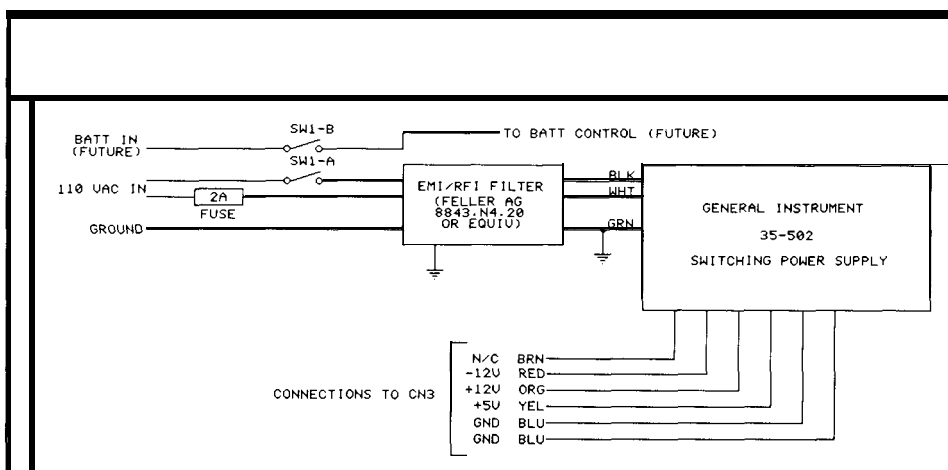 SW1-B
BATT IN
(FUTURE)
TO BATT CONTROL (FUTURE)
SW1-A
110 VAC IN
2A
FUSE
GROUND
EMI/RFI FILTER
(FELLER AG
8843.N4.20
OR EQUIV)
BLK
WHT
GRN
GENERAL INSTRUMENT
35-502
SWITCHING POWER SUPPLY
CONNECTIONS TO CN3
N/C BRN
-12V RED
+12V ORG
+5V YEL
GND BLU
GND BLU